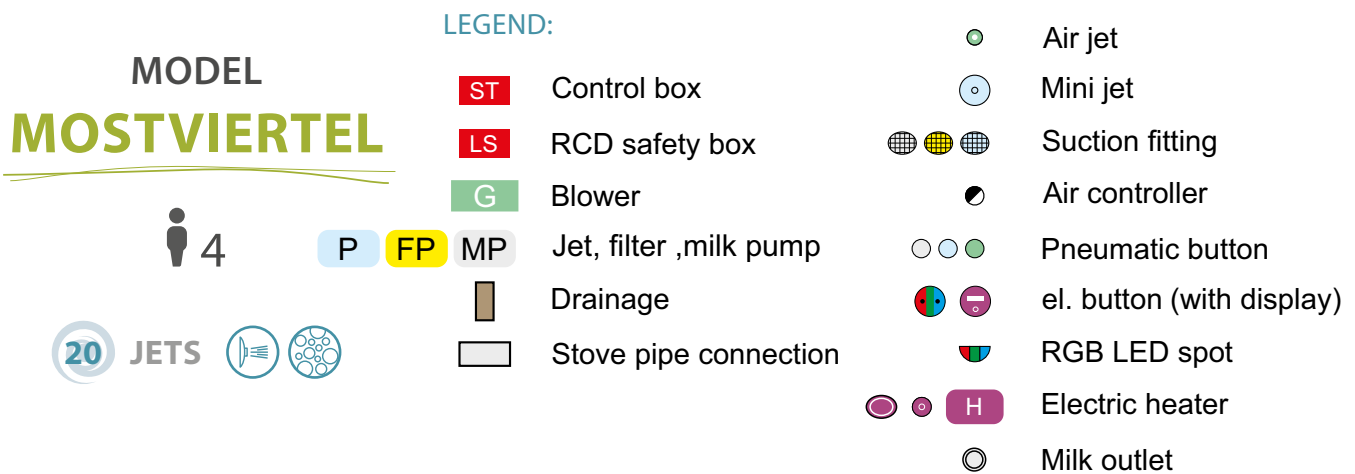 MODEL
MOSTVIERTEL
4
20 JETS
LEGEND:
ST Control box
LS RCD safety box
G Blower
P FP MP Jet, filter ,milk pump
Drainage
Stove pipe connection
Air jet
Mini jet
Suction fitting
Air controller
Pneumatic button
el. button (with display)
RGB LED spot
H Electric heater
Milk outlet